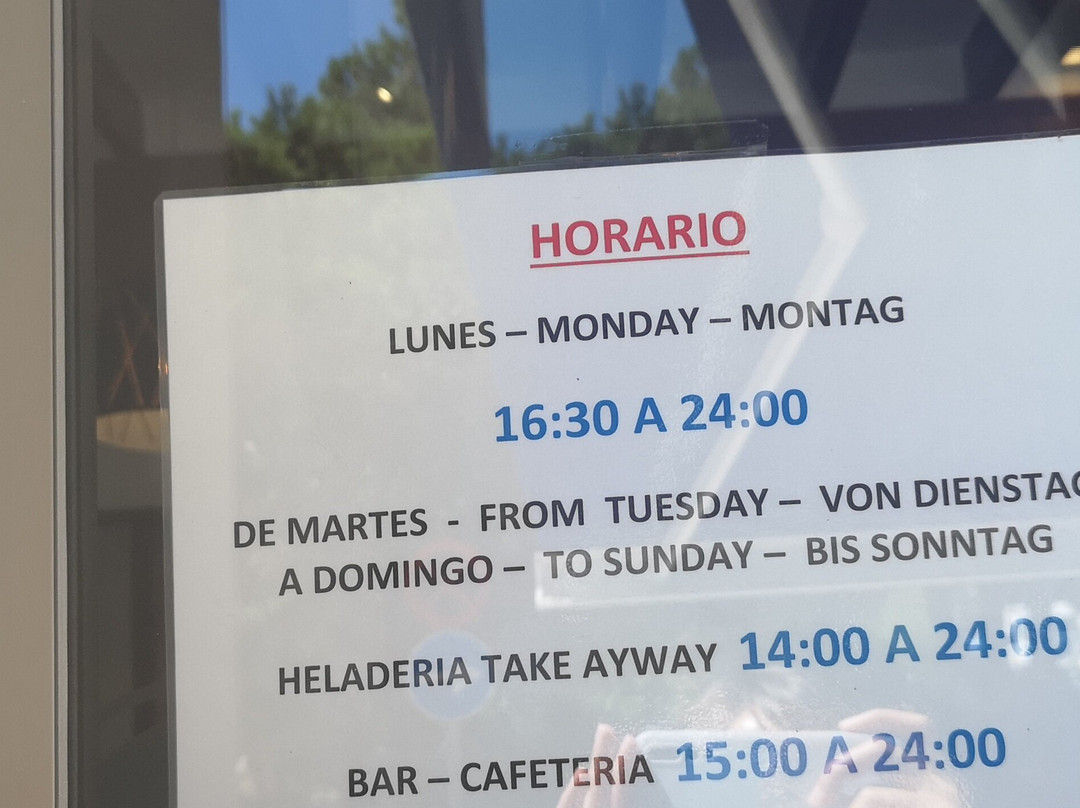 HORARIO
LUNES – MONDAY – MONTAG
16:30 A 24:00
DE MARTES - FROM TUESDAY – VON DIENSTAG
A DOMINGO – TO SUNDAY – BIS SONNTAG
HELADERIA TAKE AYWAY 14:00 A 24:00
BAR – CAFETERIA 15:00 A 24:00